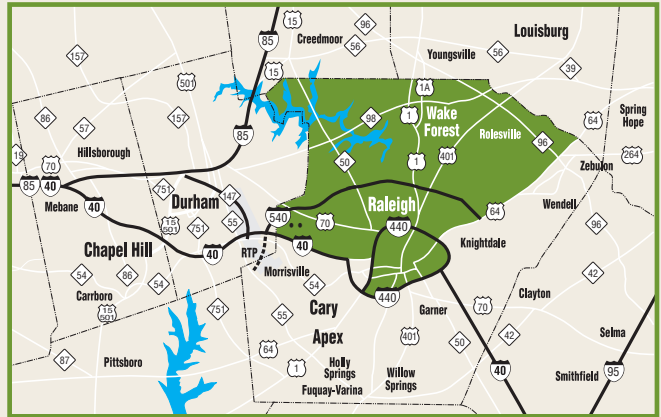 15
96
Louisburg
85
Creedmoor
56
Youngsville
56
157
15
39
501
1A
86
157
98
Wake
Forest
Spring
Hope
57
85
1
Rolesville
64
Hillsborough
96
19
70
50
1
401
264
Zebulon
85
40
751
147
Mebane
40
Durham
Raleigh
Wendell
540
70
64
15
501
751
55
440
96
Chapel Hill
40
RTP
40
Knightdale
Morrisville
54
86
54
54
42
Carrboro
440
Clayton
15
501
751
55
Cary
Garner
70
Apex
401
50
42
Selma
87
64
Pittsboro
1
Holly
Springs
Willow
Springs
40
Smithfield
95
Fuquay-Varina